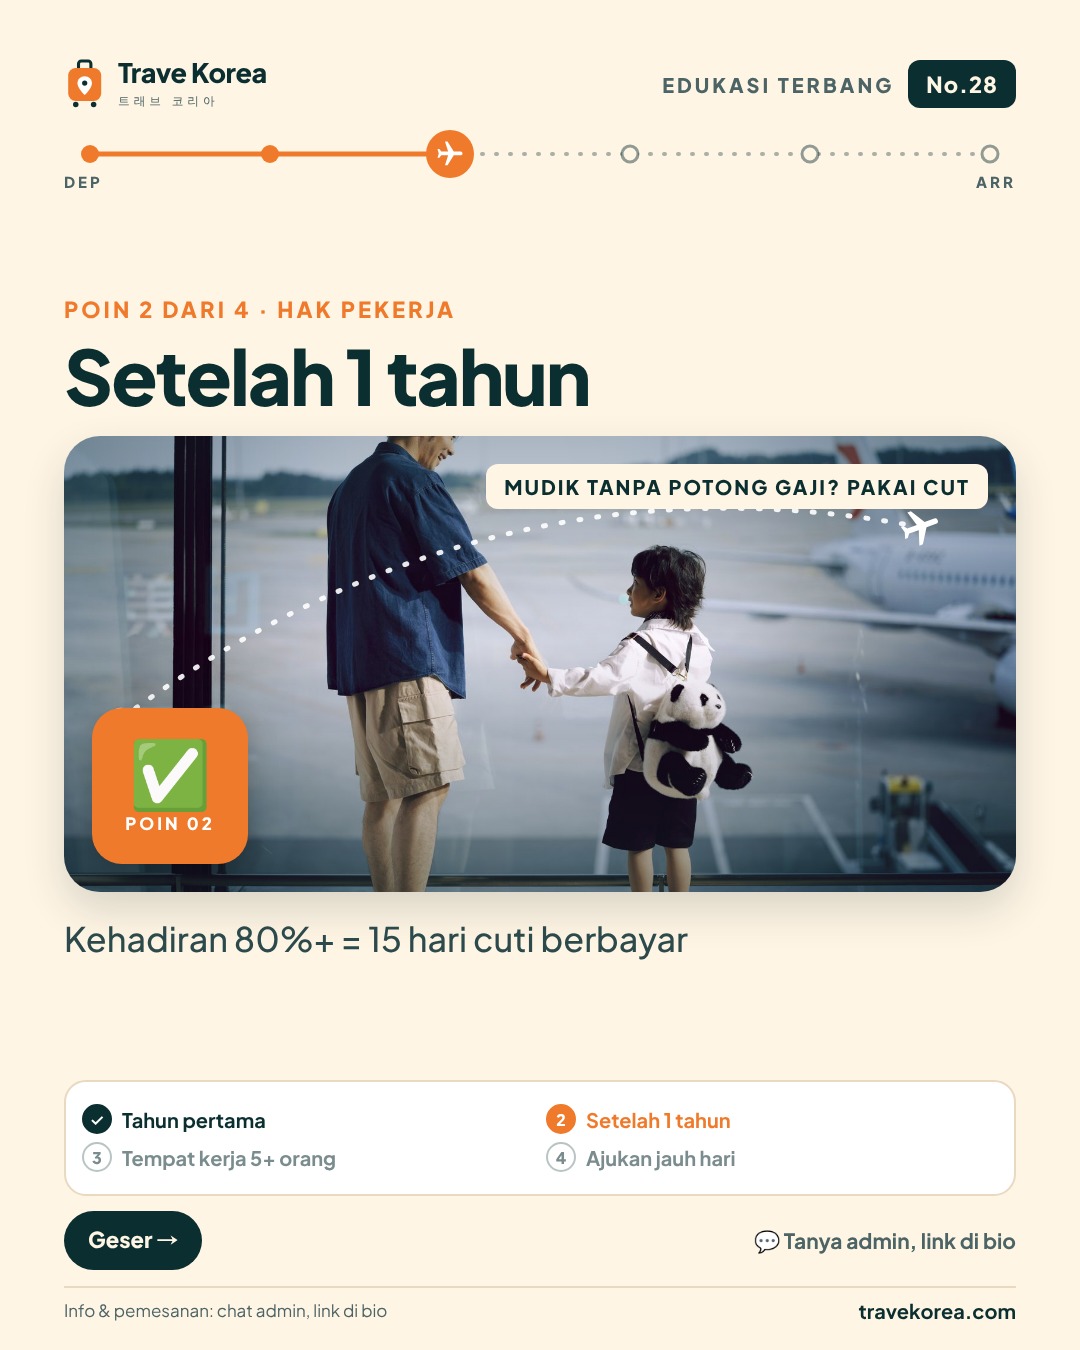 Trave Korea
트래브 코리아
EDUKASI TERBANG
No.28
DEP
ARR
POIN 2 DARI 4 · HAK PEKERJA
Setelah 1 tahun
MUDIK TANPA POTONG GAJI? PAKAI CUT
POIN 02
Kehadiran 80%+ = 15 hari cuti berbayar
Tahun pertama
2 Setelah 1 tahun
3 Tempat kerja 5+ orang
4 Ajukan jauh hari
Geser →
💬 Tanya admin, link di bio
Info & pemesanan: chat admin, link di bio
travekorea.com